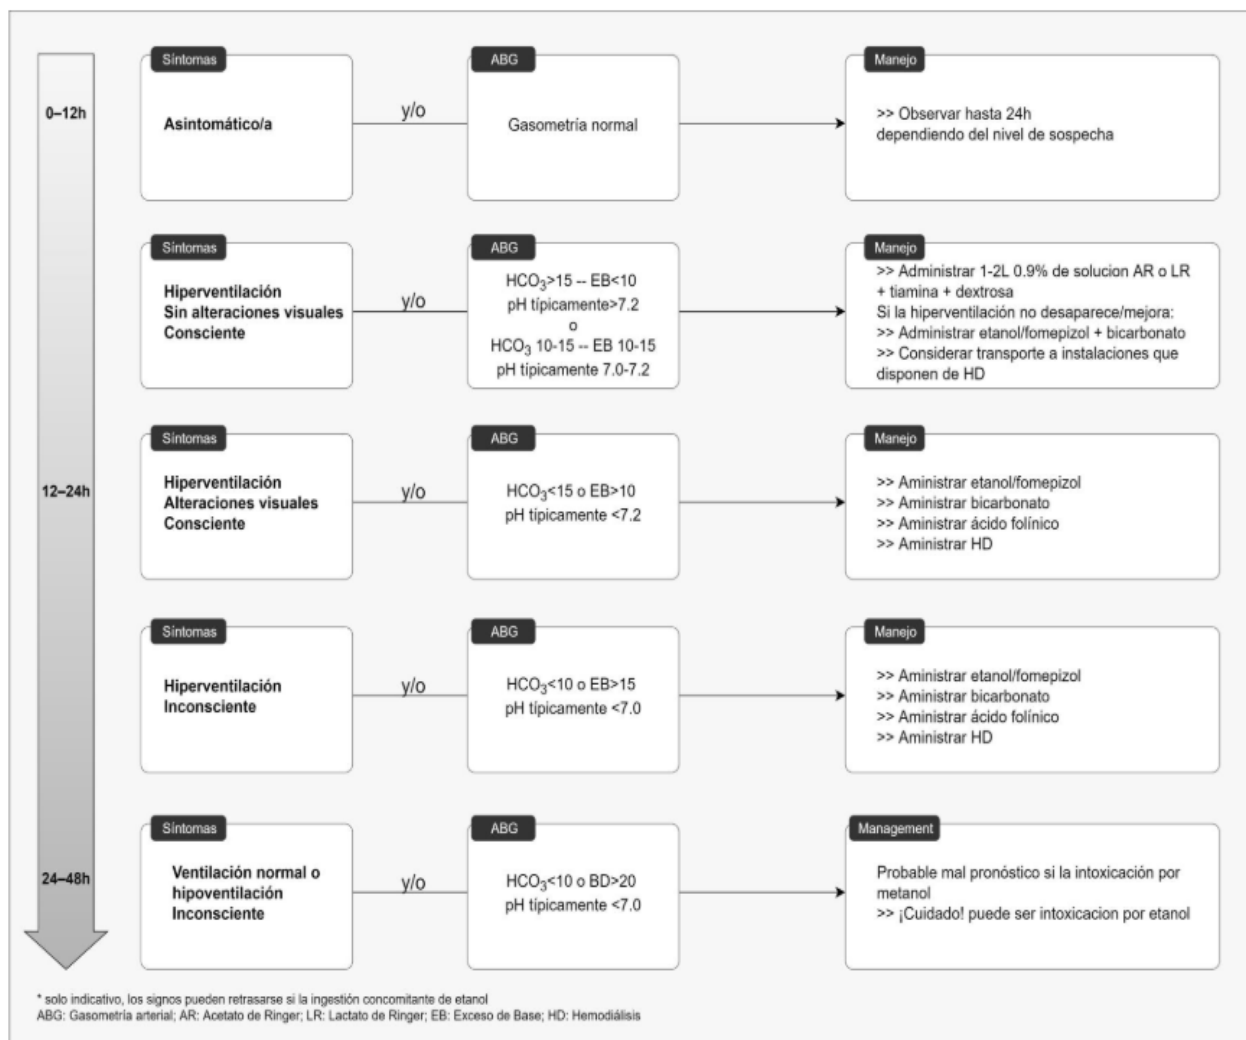 0–12h
Síntomas
Asintomático/a
y/o
ABG
Gasometría normal
Manejo
>> Observar hasta 24h
dependiendo del nivel de sospecha
Síntomas
Hiperventilación
Sin alteraciones visuales
Consciente
y/o
ABG
HCO3>15 -- EB<10
pH típicamente>7.2
o
HCO3 10-15 -- EB 10-15
pH típicamente 7.0-7.2
Manejo
>> Administrar 1-2L 0.9% de solucion AR o LR
+ tiamina + dextrosa
Si la hiperventilación no desaparece/mejora:
>> Administrar etanol/fomepizol + bicarbonato
>> Considerar transporte a instalaciones que
disponen de HD
12–24h
Síntomas
Hiperventilación
Alteraciones visuales
Consciente
y/o
ABG
HCO3<15 o EB>10
pH típicamente <7.2
Manejo
>> Aministrar etanol/fomepizol
>> Aministrar bicarbonato
>> Aministrar ácido folínico
>> Aministrar HD
Síntomas
Hiperventilación
Inconsciente
y/o
ABG
HCO3<10 o EB>15
pH típicamente <7.0
Manejo
>> Aministrar etanol/fomepizol
>> Aministrar bicarbonato
>> Aministrar ácido folínico
>> Aministrar HD
24–48h
Síntomas
Ventilación normal o
hipoventilación
Inconsciente
y/o
ABG
HCO3<10 o BD>20
pH típicamente <7.0
Management
Probable mal pronóstico si la intoxicación por
metanol
>> ¡Cuidado! puede ser intoxicacion por etanol
* solo indicativo, los signos pueden retrasarse si la ingestión concomitante de etanol
ABG: Gasometría arterial; AR: Acetato de Ringer; LR: Lactato de Ringer; EB: Exceso de Base; HD: Hemodiálisis